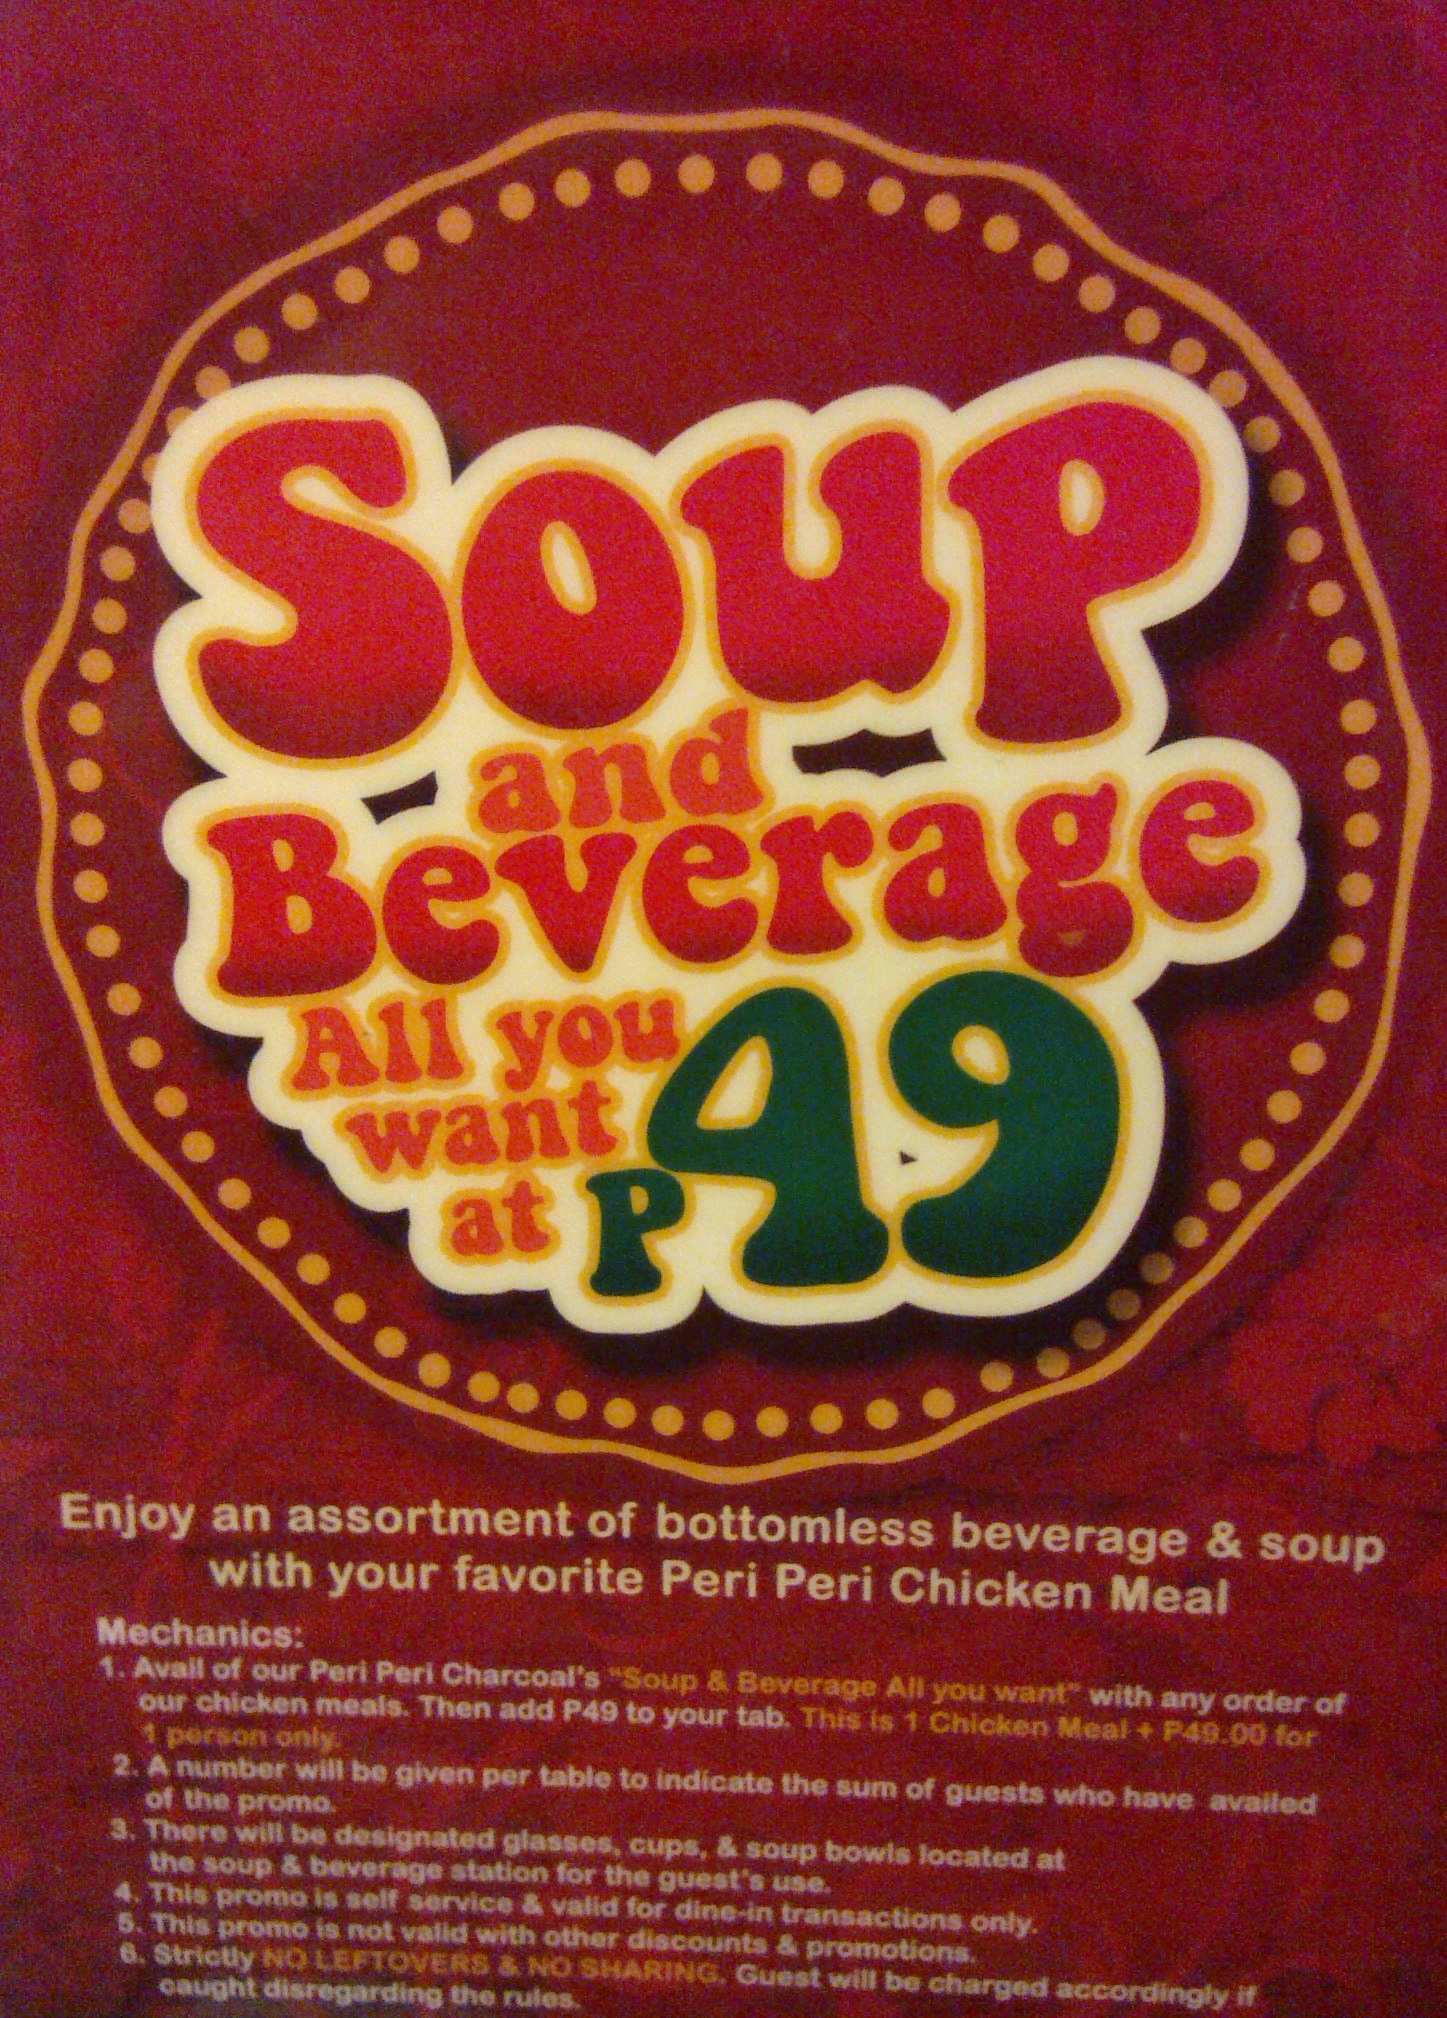 Soup
and
Beverage
All you
want
at P49
Enjoy an assortment of bottomless beverage & soup
with your favorite Peri Peri Chicken Meal
Mechanics:
1. Avail of our Peri Peri Charcoal's "Soup & Beverage All you want" with any order of
our chicken meals. Then add P49 to your tab. This is 1 Chicken Meal + P49.00 for
1 person only.
2. A number will be given per table to indicate the sum of guests who have availed
of the promo.
3. There will be designated glasses, cups, & soup bowls located at
the soup & beverage station for the guest's use.
4. This promo is self service & valid for dine-in transactions only.
5. This promo is not valid with other discounts & promotions.
6. Strictly NO LEFTOVERS & NO SHARING. Guest will be charged accordingly if
caught disregarding the rules.